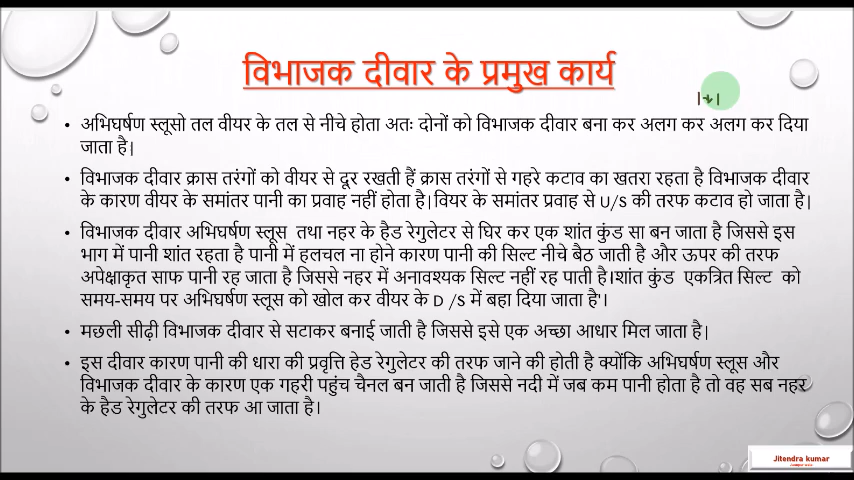 विभाजक दीवार के प्रमुख कार्य
• अभिघर्षण स्लूसो तल वीयर के तल से नीचे होता अतः दोनों को विभाजक दीवार बना कर अलग कर अलग कर दिया
जाता है|
• विभाजक दीवार क्रास तरंगों को वीयर से दूर रखती हैं क्रास तरंगों से गहरे कटाव का खतरा रहता है विभाजक दीवार
के कारण वीयर के समांतर पानी का प्रवाह नहीं होता है|वियर के समांतर प्रवाह से U/S की तरफ कटाव हो जाता है|
• विभाजक दीवार अभिघर्षण स्लूस तथा नहर के हैड रेगुलेटर से घिर कर एक शांत कुंड सा बन जाता है जिससे इस
भाग में पानी शांत रहता है पानी में हलचल ना होने कारण पानी की सिल्ट नीचे बैठ जाती है और ऊपर की तरफ
अपेक्षाकृत साफ पानी रह जाता है जिससे नहर में अनावश्यक सिल्ट नहीं रह पाती है।शांत कुंड एकत्रित सिल्ट को
समय-समय पर अभिघर्षण स्लूस को खोल कर वीयर के D /S में बहा दिया जाता है'।
• मछली सीढ़ी विभाजक दीवार से सटाकर बनाई जाती है जिससे इसे एक अच्छा आधार मिल जाता है|
• इस दीवार कारण पानी की धारा की प्रवृत्ति हेड रेगुलेटर की तरफ जाने की होती है क्योंकि अभिघर्षण स्लूस और
विभाजक दीवार के कारण एक गहरी पहुंच चैनल बन जाती है जिससे नदी में जब कम पानी होता है तो वह सब नहर
के हैड रेगुलेटर की तरफ आ जाता है।
Jitendra kumar